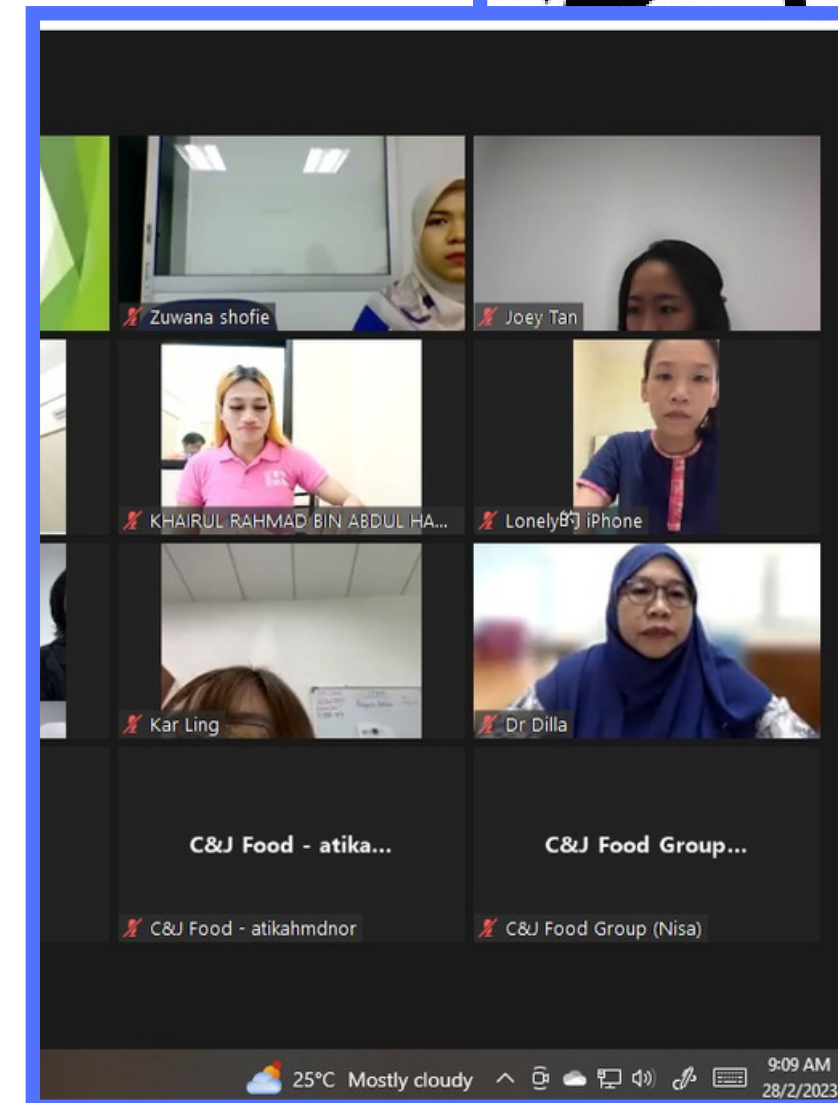 Zuwana shofie
Joey Tan
KHAIRUL RAHMAD BIN ABDUL HA...
Lonely的 iPhone
Kar Ling
Dr Dilla
C&J Food - atika...
C&J Food Group...
C&J Food - atikahmdnor
C&J Food Group (Nisa)
25°C Mostly cloudy
9:09 AM
28/2/2023